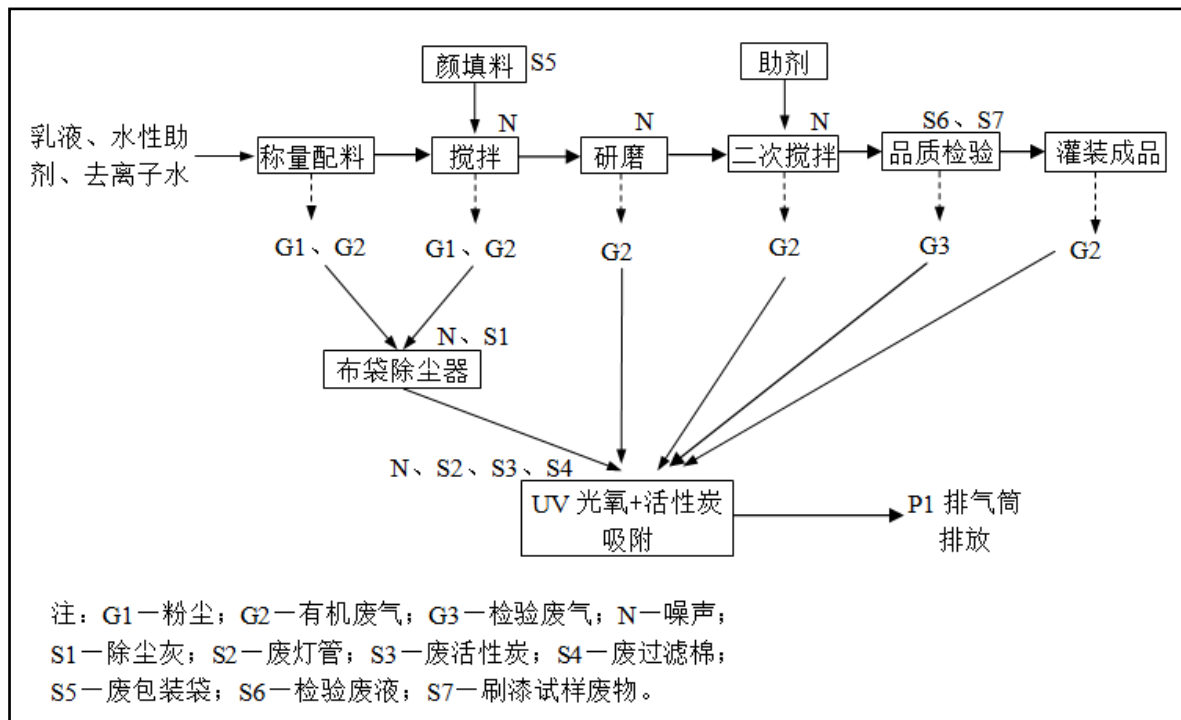 颜填料 S5
助剂
乳液、水性助
剂、去离子水
称量配料
N
搅拌
N
研磨
N
二次搅拌
S6、S7
品质检验
灌装成品
G1、G2
G1、G2
G2
G2
G3
G2
N、S1
布袋除尘器
N、S2、S3、S4
UV 光氧+活性炭
吸附
P1 排气筒
排放
注：G1—粉尘；G2—有机废气；G3—检验废气；N—噪声；
S1—除尘灰；S2—废灯管；S3—废活性炭；S4—废过滤棉；
S5—废包装袋；S6—检验废液；S7—刷漆试样废物。